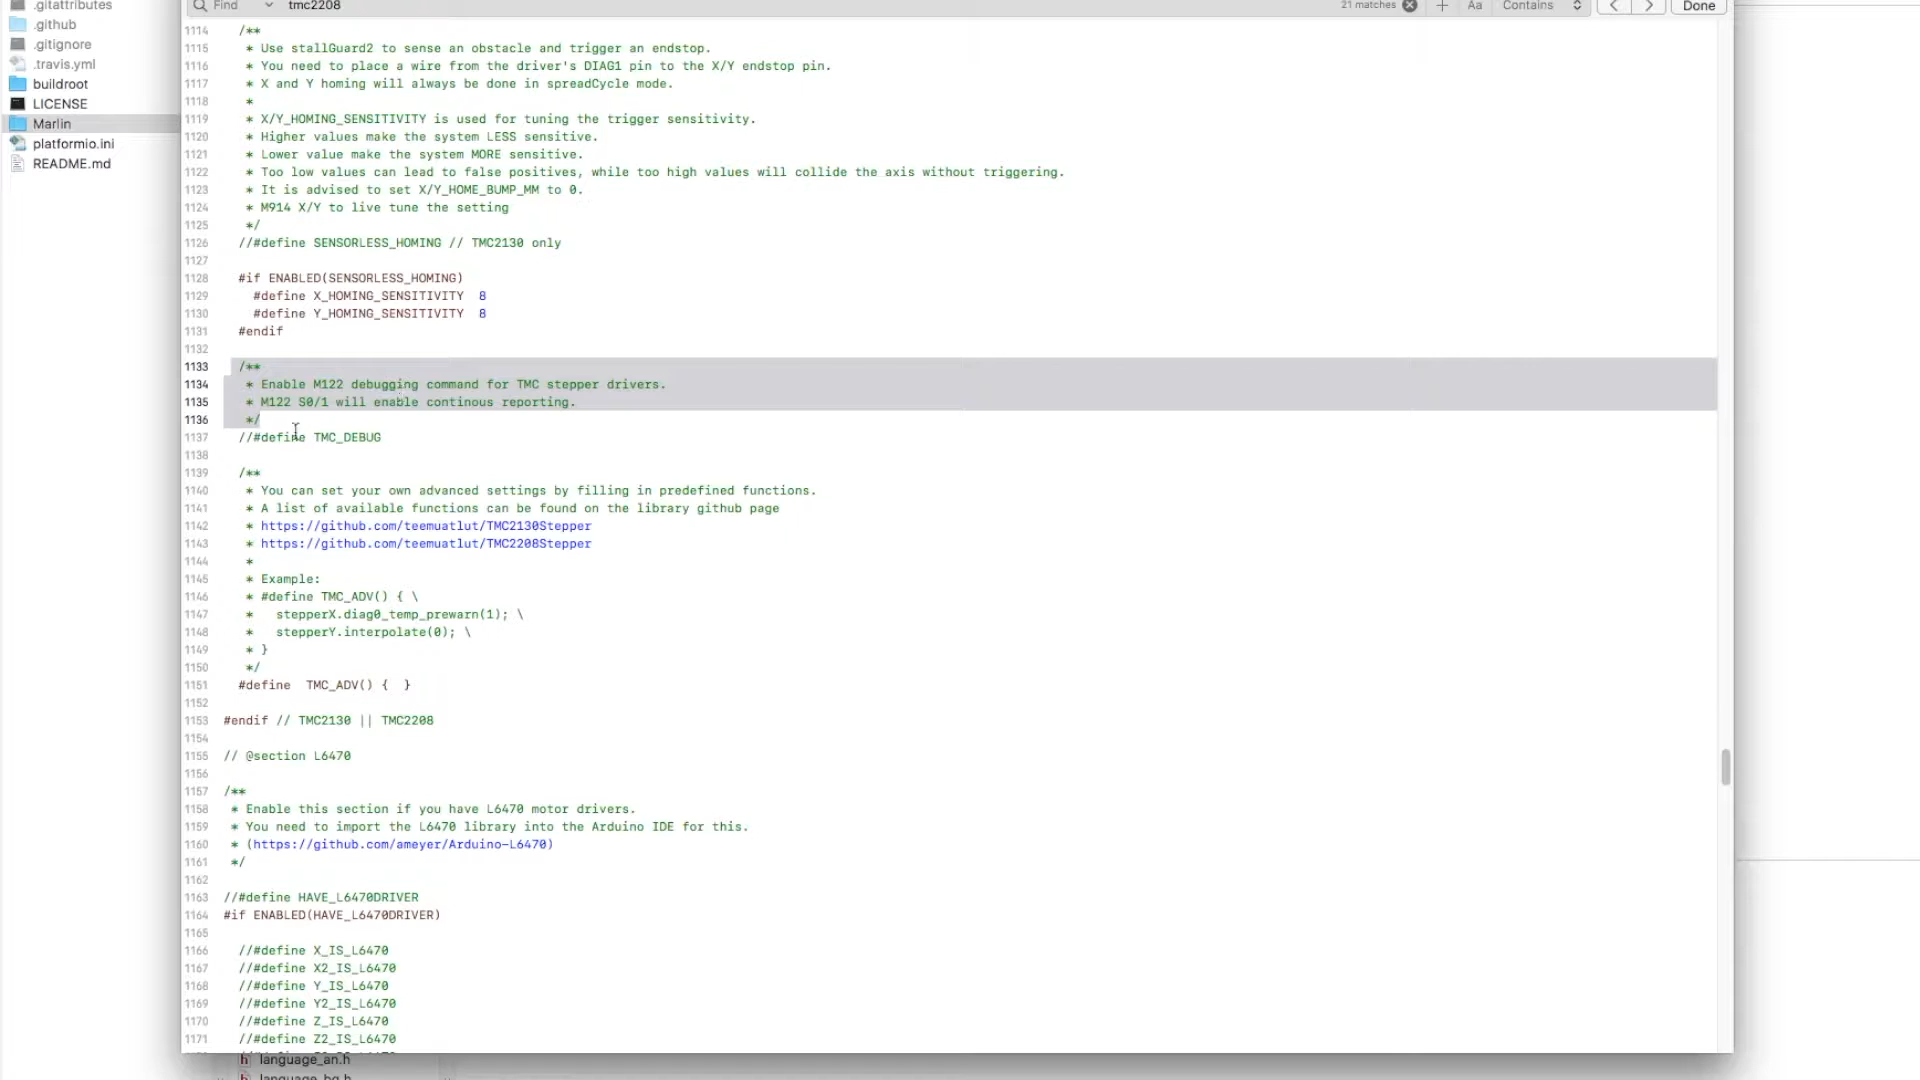 .gitattributes
.github
.gitignore
.travis.yml
buildroot
LICENSE
Marlin
platformio.ini
README.md
Find tmc2208 21 matches Aa Contains Done
1114 /**
1115 * Use stallGuard2 to sense an obstacle and trigger an endstop.
1116 * You need to place a wire from the driver's DIAG1 pin to the X/Y endstop pin.
1117 * X and Y homing will always be done in spreadCycle mode.
1118 *
1119 * X/Y_HOMING_SENSITIVITY is used for tuning the trigger sensitivity.
1120 * Higher values make the system LESS sensitive.
1121 * Lower value make the system MORE sensitive.
1122 * Too low values can lead to false positives, while too high values will collide the axis without triggering.
1123 * It is advised to set X/Y_HOME_BUMP_MM to 0.
1124 * M914 X/Y to live tune the setting
1125 */
1126 //#define SENSORLESS_HOMING // TMC2130 only
1127
1128 #if ENABLED(SENSORLESS_HOMING)
1129 #define X_HOMING_SENSITIVITY 8
1130 #define Y_HOMING_SENSITIVITY 8
1131 #endif
1132
1133 /**
1134 * Enable M122 debugging command for TMC stepper drivers.
1135 * M122 S0/1 will enable continous reporting.
1136 */
1137 //#define TMC_DEBUG
1138
1139 /**
1140 * You can set your own advanced settings by filling in predefined functions.
1141 * A list of available functions can be found on the library github page
1142 * https://github.com/teemuatlut/TMC2130Stepper
1143 * https://github.com/teemuatlut/TMC2208Stepper
1144 *
1145 * Example:
1146 * #define TMC_ADV() { \
1147 * stepperX.diag0_temp_prewarn(1); \
1148 * stepperY.interpolate(0); \
1149 * }
1150 */
1151 #define TMC_ADV() { }
1152
1153 #endif // TMC2130 || TMC2208
1154
1155 // @section L6470
1156
1157 /**
1158 * Enable this section if you have L6470 motor drivers.
1159 * You need to import the L6470 library into the Arduino IDE for this.
1160 * (https://github.com/ameyer/Arduino-L6470)
1161 */
1162
1163 //#define HAVE_L6470DRIVER
1164 #if ENABLED(HAVE_L6470DRIVER)
1165
1166 //#define X_IS_L6470
1167 //#define X2_IS_L6470
1168 //#define Y_IS_L6470
1169 //#define Y2_IS_L6470
1170 //#define Z_IS_L6470
1171 //#define Z2_IS_L6470
language_an.h
language_bg.h